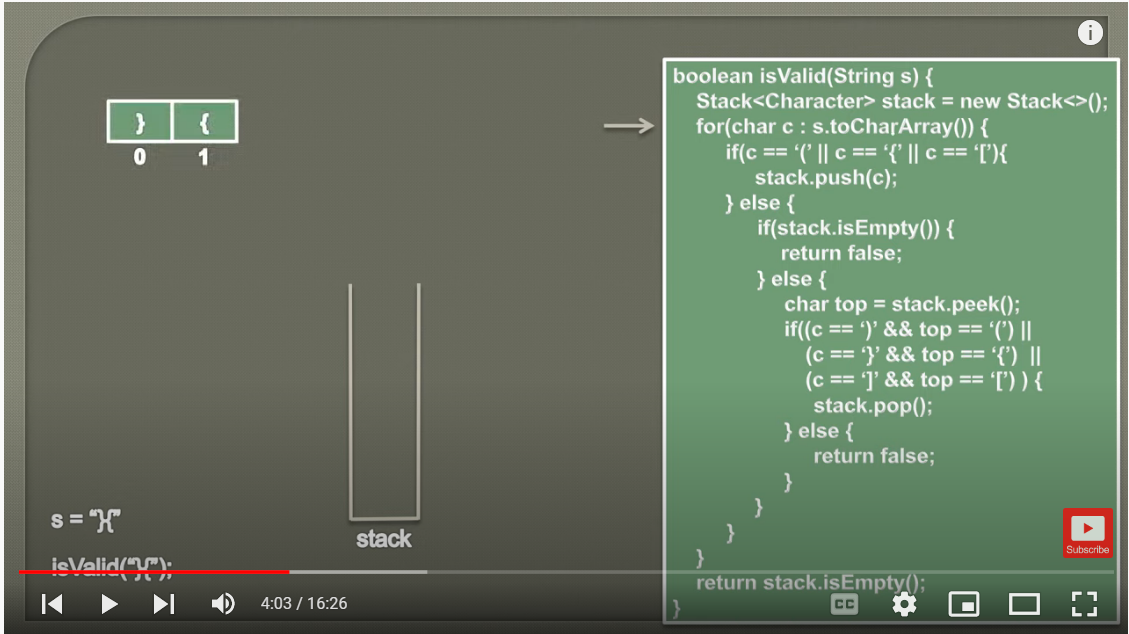 } {
0 1
s = “}{”
isValid(“}{”);
stack
boolean isValid(String s) {
Stack<Character> stack = new Stack<>();
for(char c : s.toCharArray()) {
if(c == ‘(’ || c == ‘{’ || c == ‘[’){
stack.push(c);
} else {
if(stack.isEmpty()) {
return false;
} else {
char top = stack.peek();
if((c == ‘)’ && top == ‘(’) ||
(c == ‘}’ && top == ‘{’) ||
(c == ‘]’ && top == ‘[’) ) {
stack.pop();
} else {
return false;
}
}
}
}
return stack.isEmpty();
}
Subscribe
4:03 / 16:26
CC
i